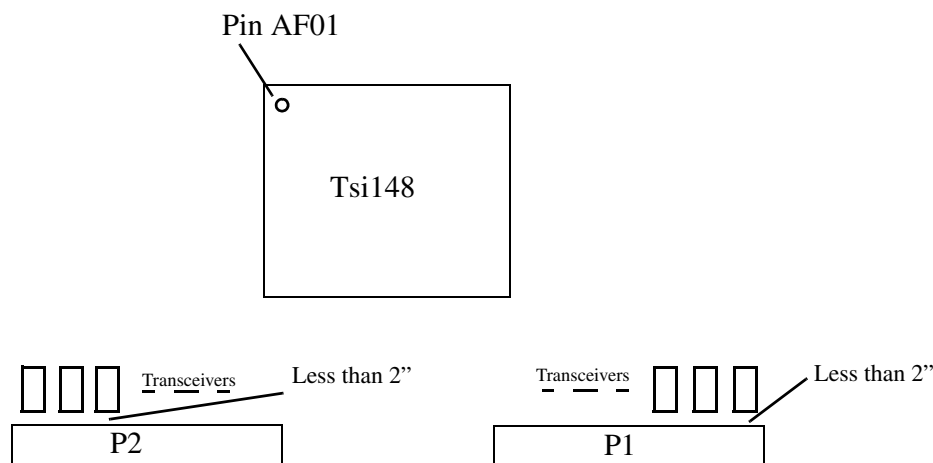 Pin AF01
Tsi148
Transceivers
Less than 2”
Transceivers
Less than 2”
P2
P1